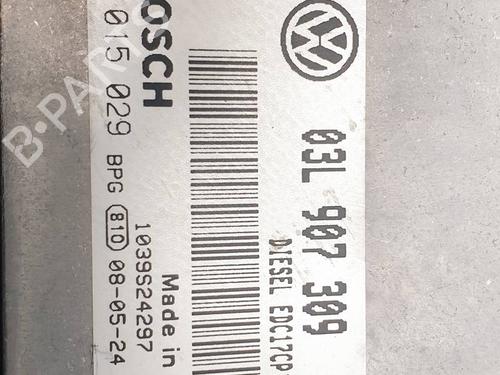 BOSCH
015 029 BPG 810 08-05-24
1039S24297
Made in
DIESEL EDC17CP
03L 907 309
B-PARTS